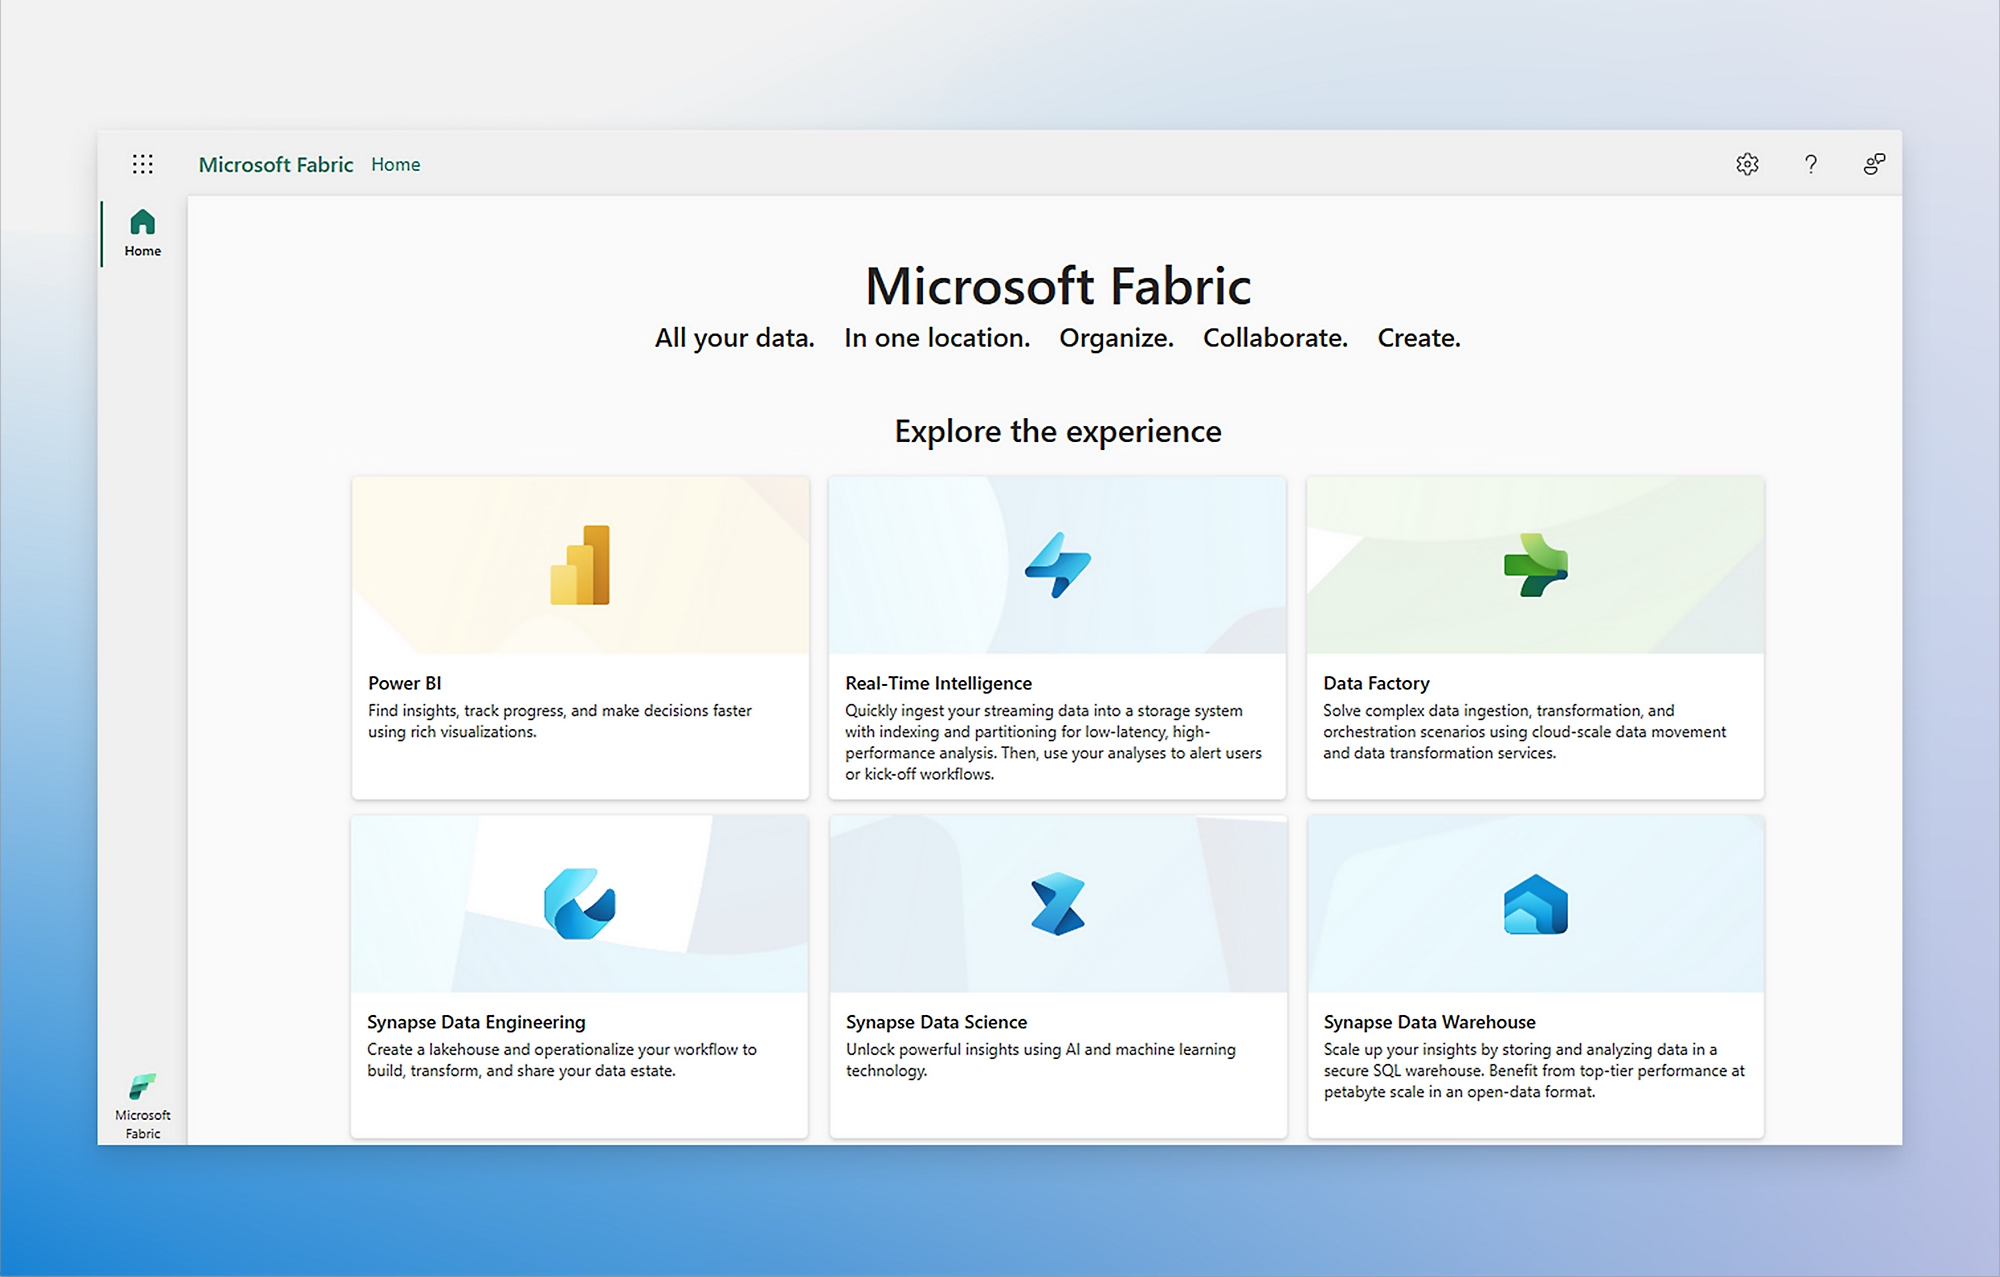 Microsoft Fabric Home
Home
Microsoft Fabric
All your data. In one location. Organize. Collaborate. Create.
Explore the experience
Power BI
Find insights, track progress, and make decisions faster
using rich visualizations.
Real-Time Intelligence
Quickly ingest your streaming data into a storage system
with indexing and partitioning for low-latency, high-
performance analysis. Then, use your analyses to alert users
or kick-off workflows.
Data Factory
Solve complex data ingestion, transformation, and
orchestration scenarios using cloud-scale data movement
and data transformation services.
Synapse Data Engineering
Create a lakehouse and operationalize your workflow to
build, transform, and share your data estate.
Synapse Data Science
Unlock powerful insights using AI and machine learning
technology.
Synapse Data Warehouse
Scale up your insights by storing and analyzing data in a
secure SQL warehouse. Benefit from top-tier performance at
petabyte scale in an open-data format.
Microsoft
Fabric